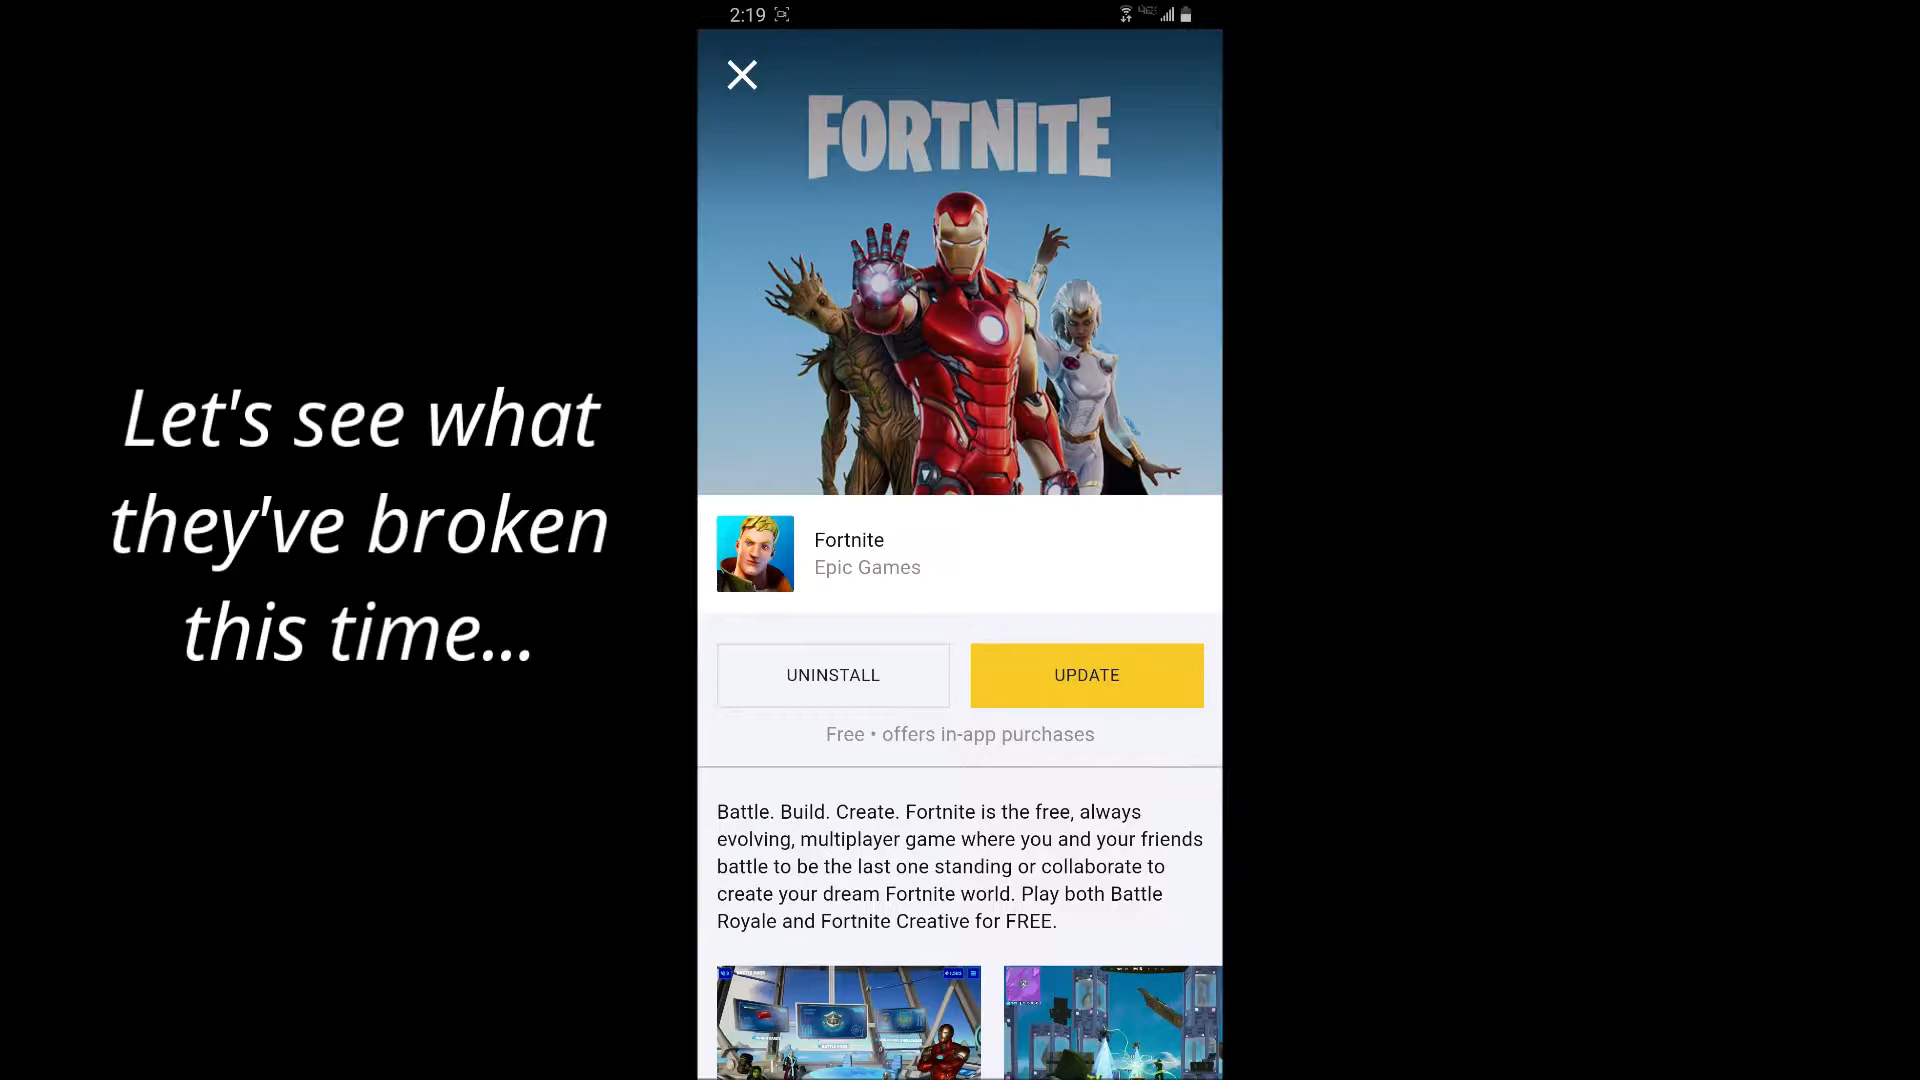 2:19
FORTNITE
Let's see what
they've broken
this time...
Fortnite
Epic Games
UNINSTALL
UPDATE
Free • offers in-app purchases
Battle. Build. Create. Fortnite is the free, always
evolving, multiplayer game where you and your friends
battle to be the last one standing or collaborate to
create your dream Fortnite world. Play both Battle
Royale and Fortnite Creative for FREE.